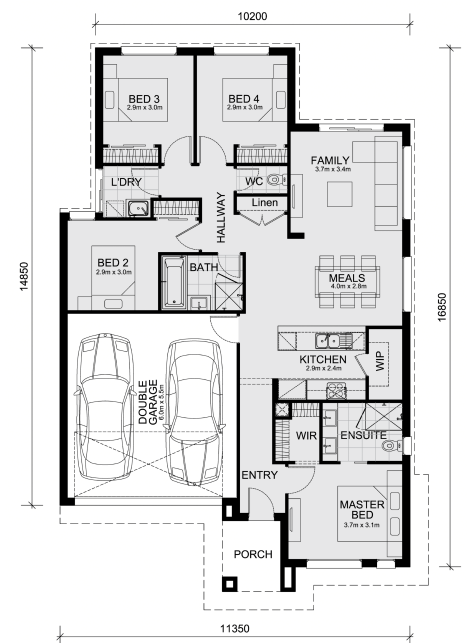 10200
BED 3
2.9m x 3.0m
BED 4
2.9m x 3.0m
FAMILY
3.7m x 3.4m
L'DRY
WC
Linen
HALLWAY
BED 2
2.9m x 3.0m
BATH
MEALS
4.0m x 2.8m
14850
16850
KITCHEN
2.9m x 2.4m
WIP
DOUBLE
GARAGE
6.0m x 5.5m
WIR
ENSUITE
ENTRY
MASTER
BED
3.7m x 3.1m
PORCH
11350